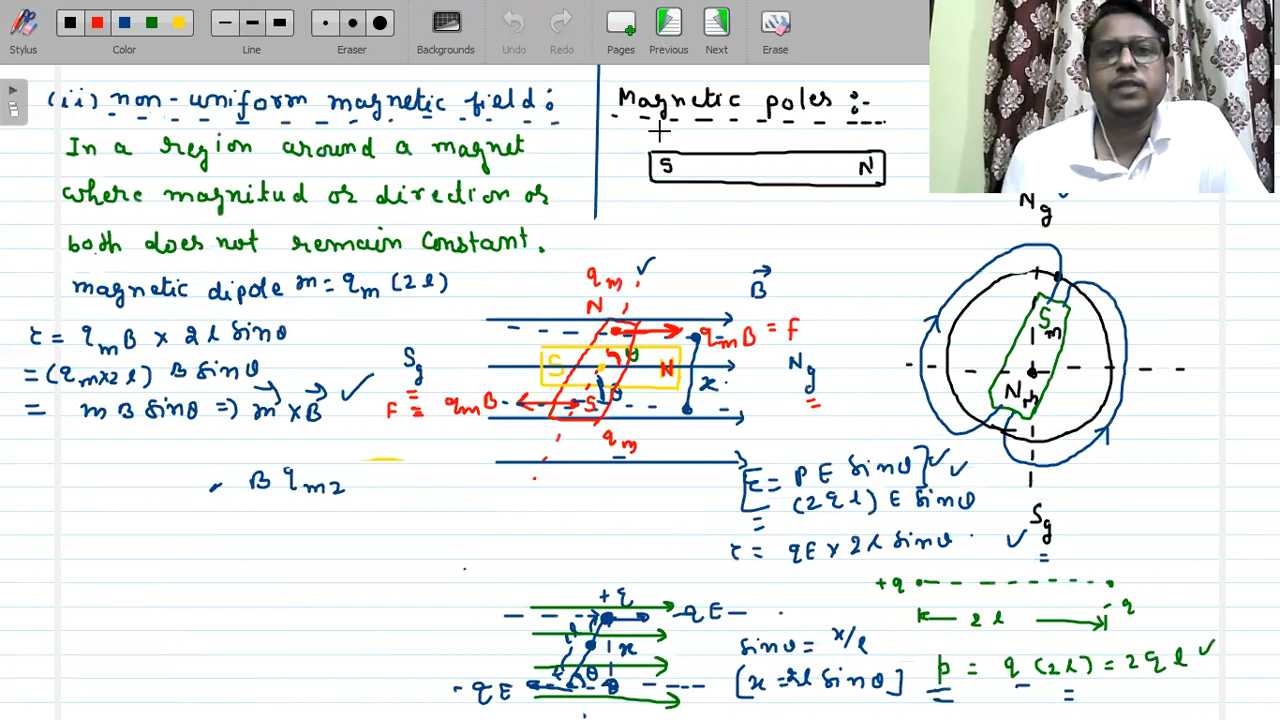 Stylus
Color
Line
Eraser
Backgrounds
Undo
Redo
Pages
Previous
Next
Erase
(ii) non-uniform magnetic field:
In a region around a magnet
where magnitud or direction or
both does not remain constant.
magnetic dipole m = qm (2l)
τ = qmB × 2l sinθ
= (qm×2l) B sinθ
= m B sinθ => m⃗ × B⃗ ✓
B qm2
Magnetic poles :-
S N
qm ✓
N
B⃗
qmB = F
Sg
S N
θ
Ng
x
F = qmB
S
θ
qm
Ng
Sm
Nm
Sg
τ = P E sinθ ✓ ✓
(2ql) E sinθ
τ = qE × 2l sinθ ✓
+q
qE
x
θ
-qE
sinθ = x/l
[x = 2l sinθ]
+q -q
2l
p = q (2l) = 2ql ✓